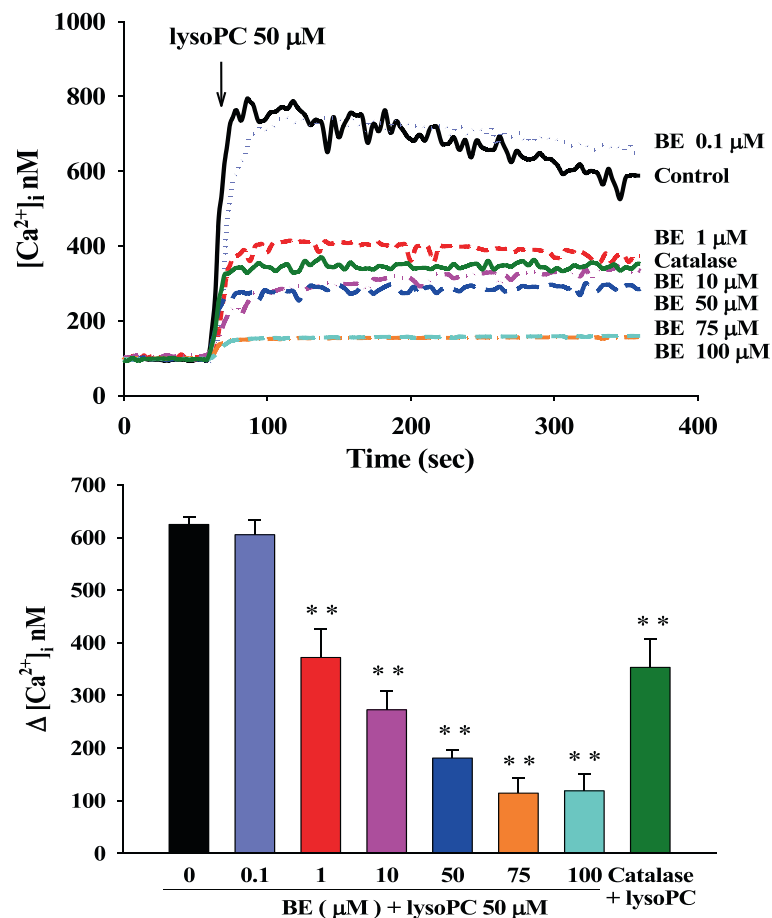 1000
lysoPC 50 μM
800
BE 0.1 μM
600
Control
[Ca²⁺]ᵢ nM
BE 1 μM
400
Catalase
BE 10 μM
BE 50 μM
200
BE 75 μM
BE 100 μM
0
0 100 200 300 400
Time (sec)
700
600
500
400
300
200
100
0
Δ [Ca²⁺]ᵢ nM
* *
* *
* *
* *
* *
* *
0 0.1 1 10 50 75 100 Catalase
+ lysoPC
BE ( μM ) + lysoPC 50 μM